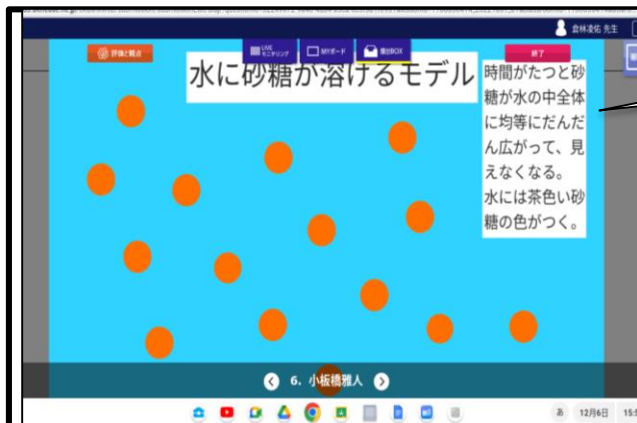 倉林凌佑 先生
評価と観点
LIVE
モニタリング
MYボード
提出BOX
終了
水に砂糖が溶けるモデル
時間がたつと砂
糖が水の中全体
に均等にだんだ
ん広がって、見
えなくなる。
水には茶色い砂
糖の色がつく。
6. 小板橋雅人
あ
12月6日